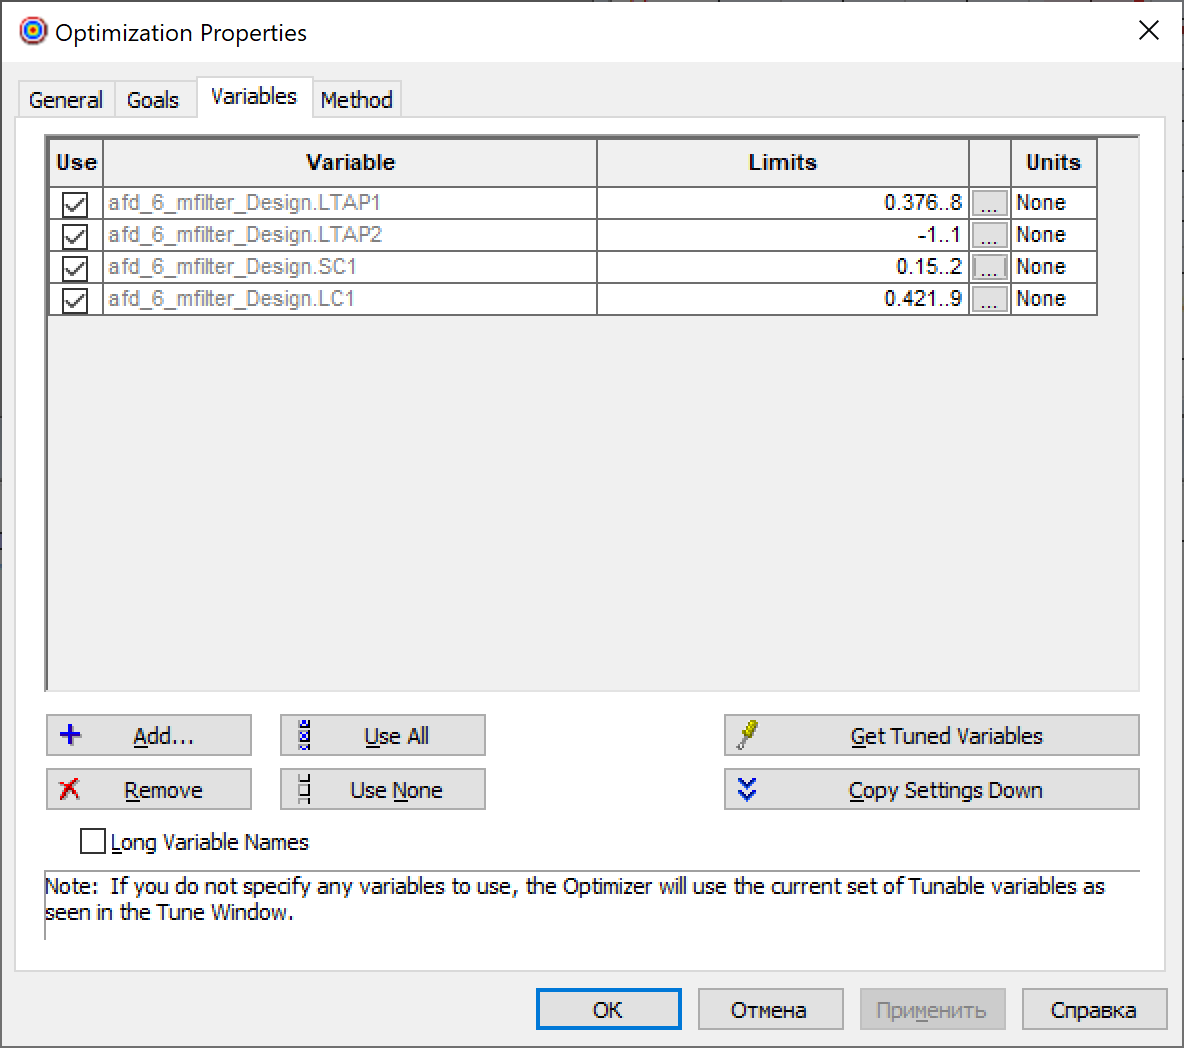 Optimization Properties
General Goals Variables Method
Use Variable Limits Units
afd_6_mfilter_Design.LTAP1 0.376..8 ... None
afd_6_mfilter_Design.LTAP2 -1..1 ... None
afd_6_mfilter_Design.SC1 0.15..2 ... None
afd_6_mfilter_Design.LC1 0.421..9 ... None
Add... Use All Get Tuned Variables
Remove Use None Copy Settings Down
Long Variable Names
Note: If you do not specify any variables to use, the Optimizer will use the current set of Tunable variables as
seen in the Tune Window.
OK Отмена Применить Справка